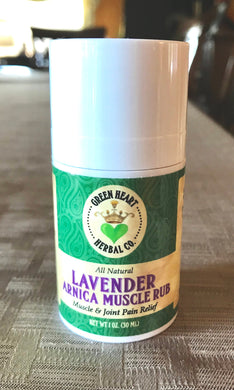 GREEN HEART
HERBAL CO.
All Natural
LAVENDER
ARNICA MUSCLE RUB
Muscle & Joint Pain Relief
NET WT 1 OZ. (30 ML)